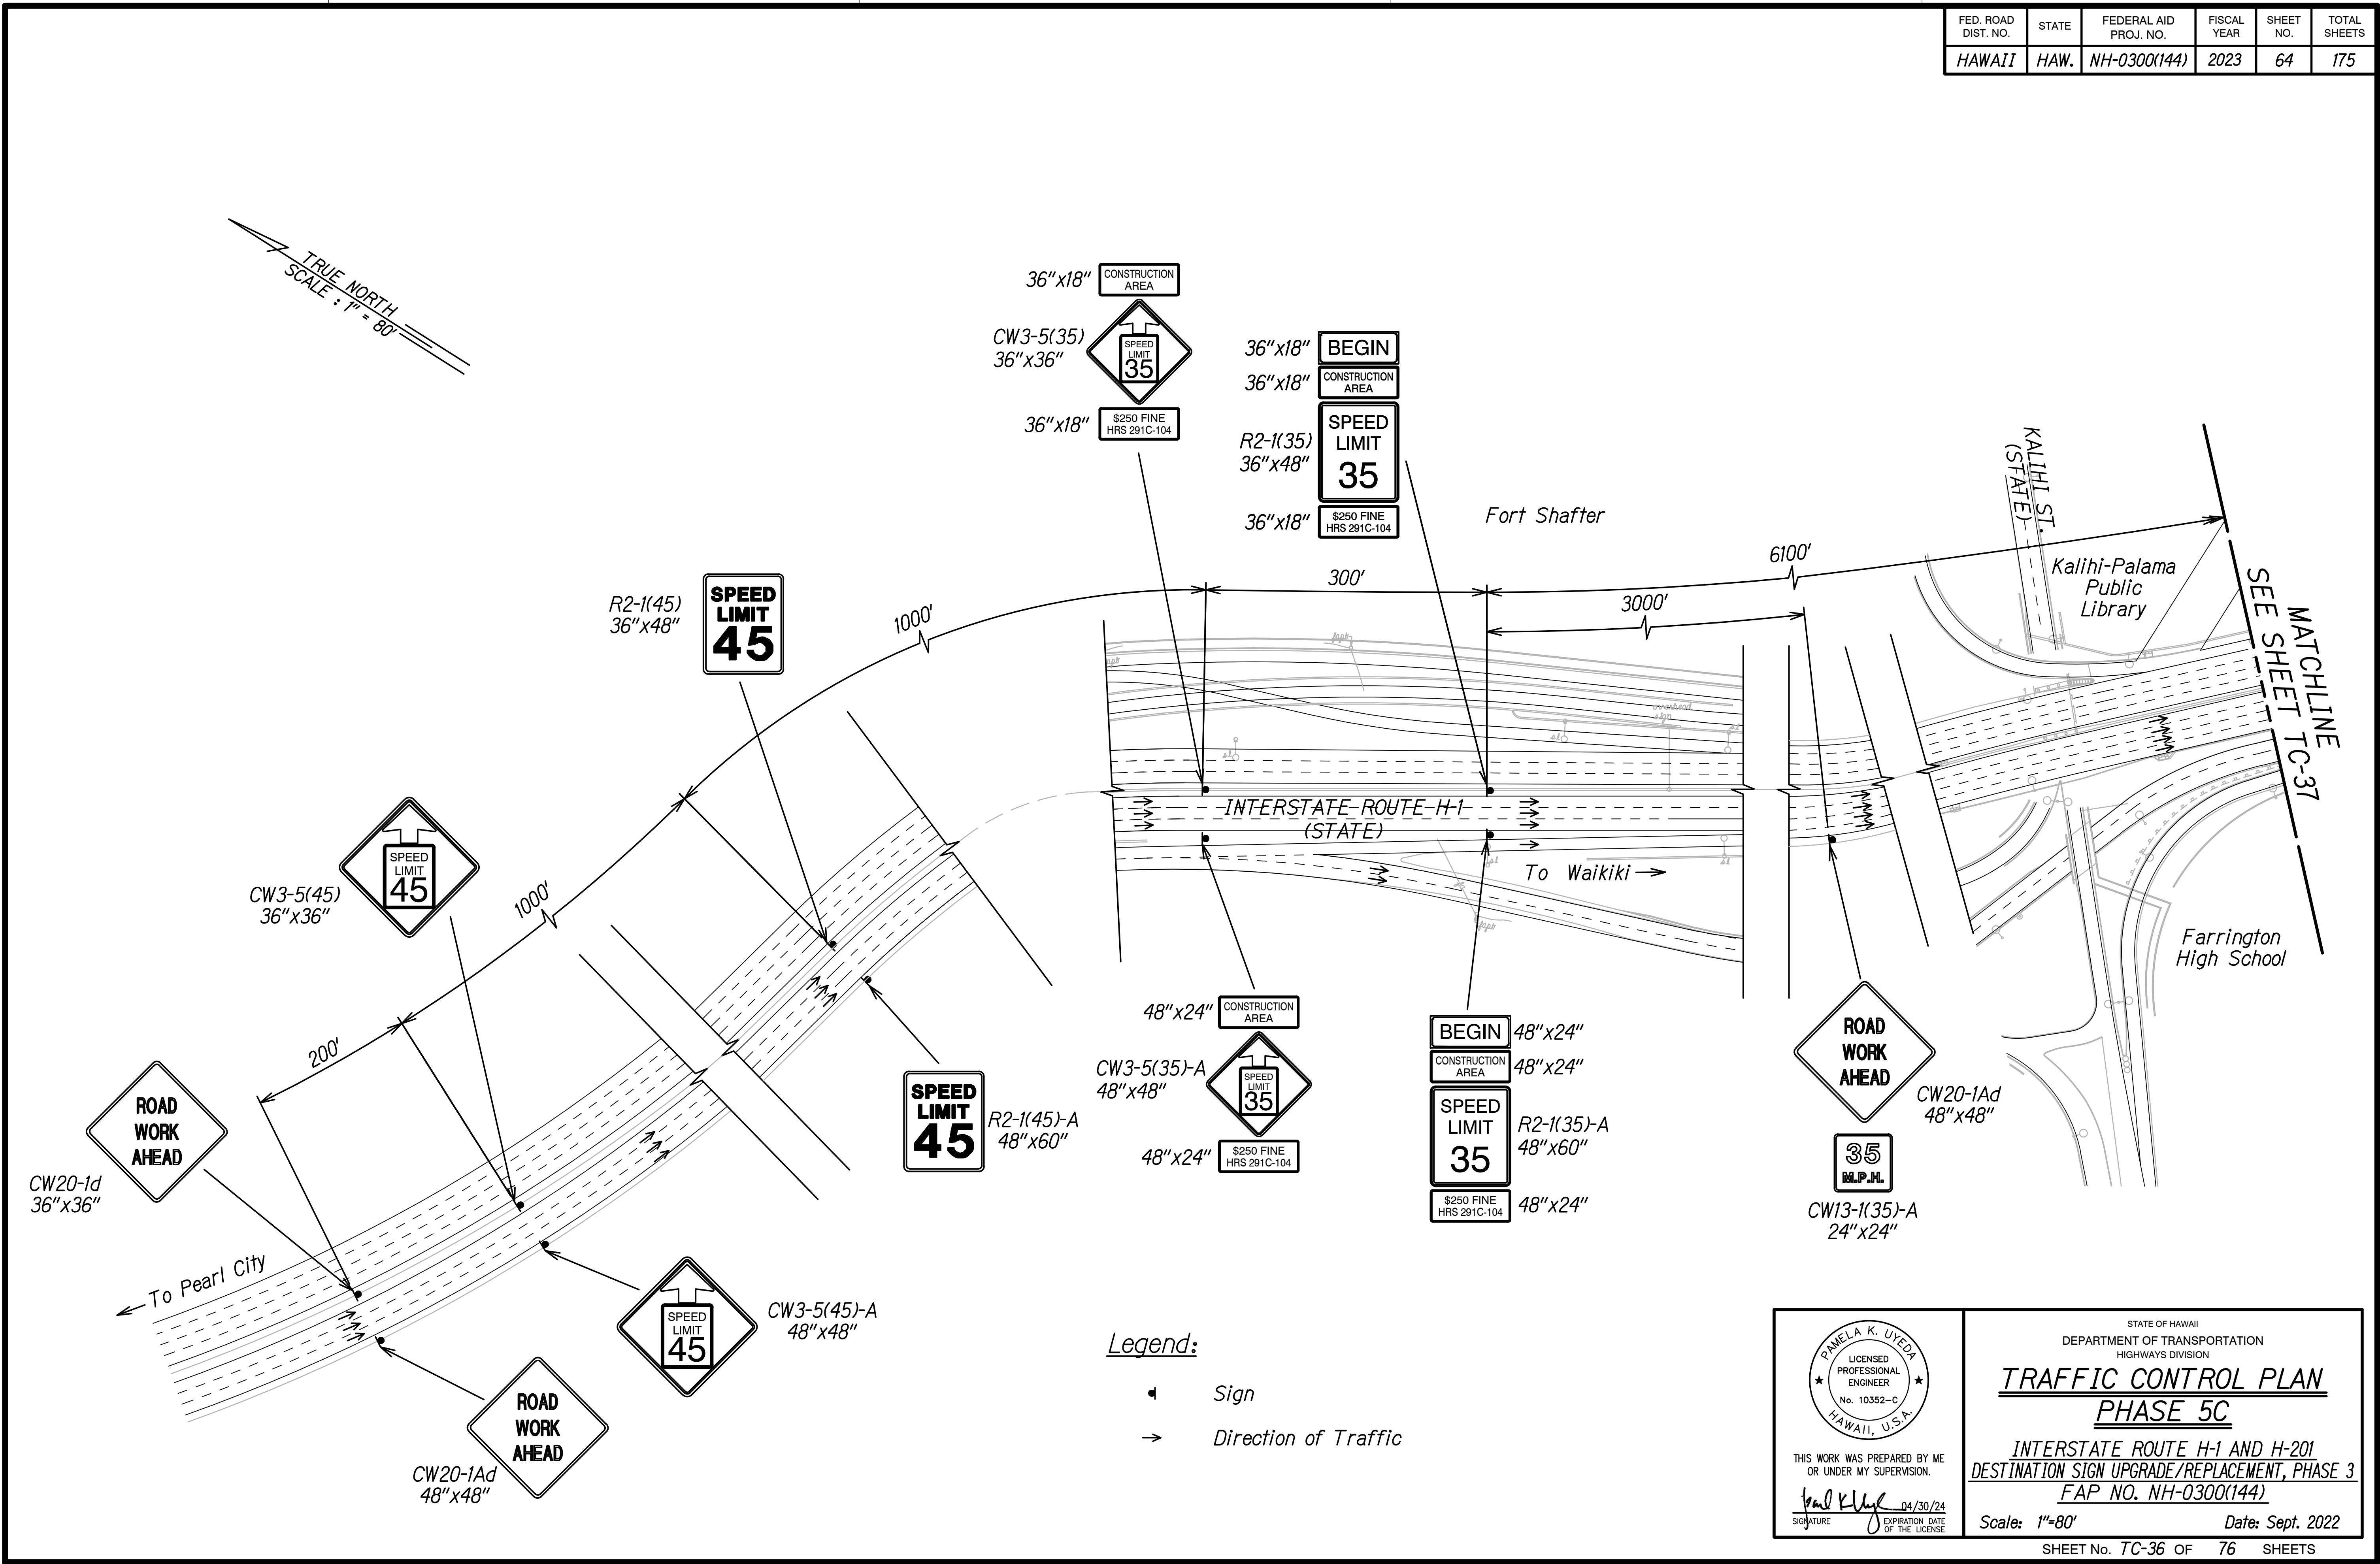 FED. ROAD DIST. NO.
STATE
FEDERAL AID PROJ. NO.
FISCAL YEAR
SHEET NO.
TOTAL SHEETS
HAWAII
HAW.
NH-0300(144)
2023
64
175
TRUE NORTH
SCALE : 1" = 80'
36"x18"
CONSTRUCTION
AREA
CW3-5(35)
36"x36"
SPEED
LIMIT
35
36"x18"
$250 FINE
HRS 291C-104
36"x18"
BEGIN
36"x18"
CONSTRUCTION
AREA
R2-1(35)
36"x48"
SPEED
LIMIT
35
36"x18"
$250 FINE
HRS 291C-104
Fort Shafter
KALIHI ST.
(STATE)
6100'
300'
3000'
1000'
Kalihi-Palama
Public
Library
MATCHLINE
SEE SHEET TC-37
R2-1(45)
36"x48"
SPEED
LIMIT
45
overhead
sign
INTERSTATE ROUTE H-1
(STATE)
To Waikiki
Farrington
High School
CW3-5(45)
36"x36"
SPEED
LIMIT
45
1000'
200'
ROAD
WORK
AHEAD
CW20-1d
36"x36"
To Pearl City
SPEED
LIMIT
45
R2-1(45)-A
48"x60"
48"x24"
CONSTRUCTION
AREA
CW3-5(35)-A
48"x48"
SPEED
LIMIT
35
48"x24"
$250 FINE
HRS 291C-104
BEGIN
48"x24"
CONSTRUCTION
AREA
48"x24"
SPEED
LIMIT
35
R2-1(35)-A
48"x60"
$250 FINE
HRS 291C-104
48"x24"
ROAD
WORK
AHEAD
CW20-1Ad
48"x48"
35
M.P.H.
CW13-1(35)-A
24"x24"
SPEED
LIMIT
45
CW3-5(45)-A
48"x48"
ROAD
WORK
AHEAD
CW20-1Ad
48"x48"
Legend:
Sign
Direction of Traffic
PAMELA K. UYEDA
LICENSED
PROFESSIONAL
ENGINEER
No. 10352-C
HAWAII, U.S.A.
THIS WORK WAS PREPARED BY ME
OR UNDER MY SUPERVISION.
04/30/24
SIGNATURE
EXPIRATION DATE
OF THE LICENSE
STATE OF HAWAII
DEPARTMENT OF TRANSPORTATION
HIGHWAYS DIVISION
TRAFFIC CONTROL PLAN
PHASE 5C
INTERSTATE ROUTE H-1 AND H-201
DESTINATION SIGN UPGRADE/REPLACEMENT, PHASE 3
FAP NO. NH-0300(144)
Scale: 1"=80'
Date: Sept. 2022
SHEET No. TC-36 OF 76 SHEETS